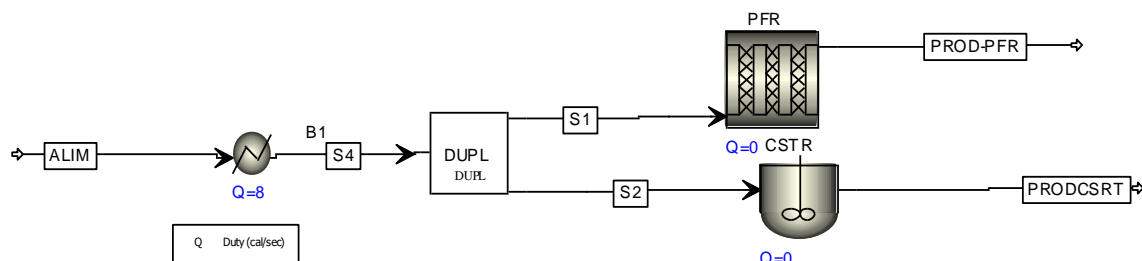 PFR
PROD-PFR
S1
B1
Q=0
CSTR
ALIM
S4
DUPL
DUPL
Q=8
S2
PRODCSRT
Q Duty (cal/sec)
Q=0